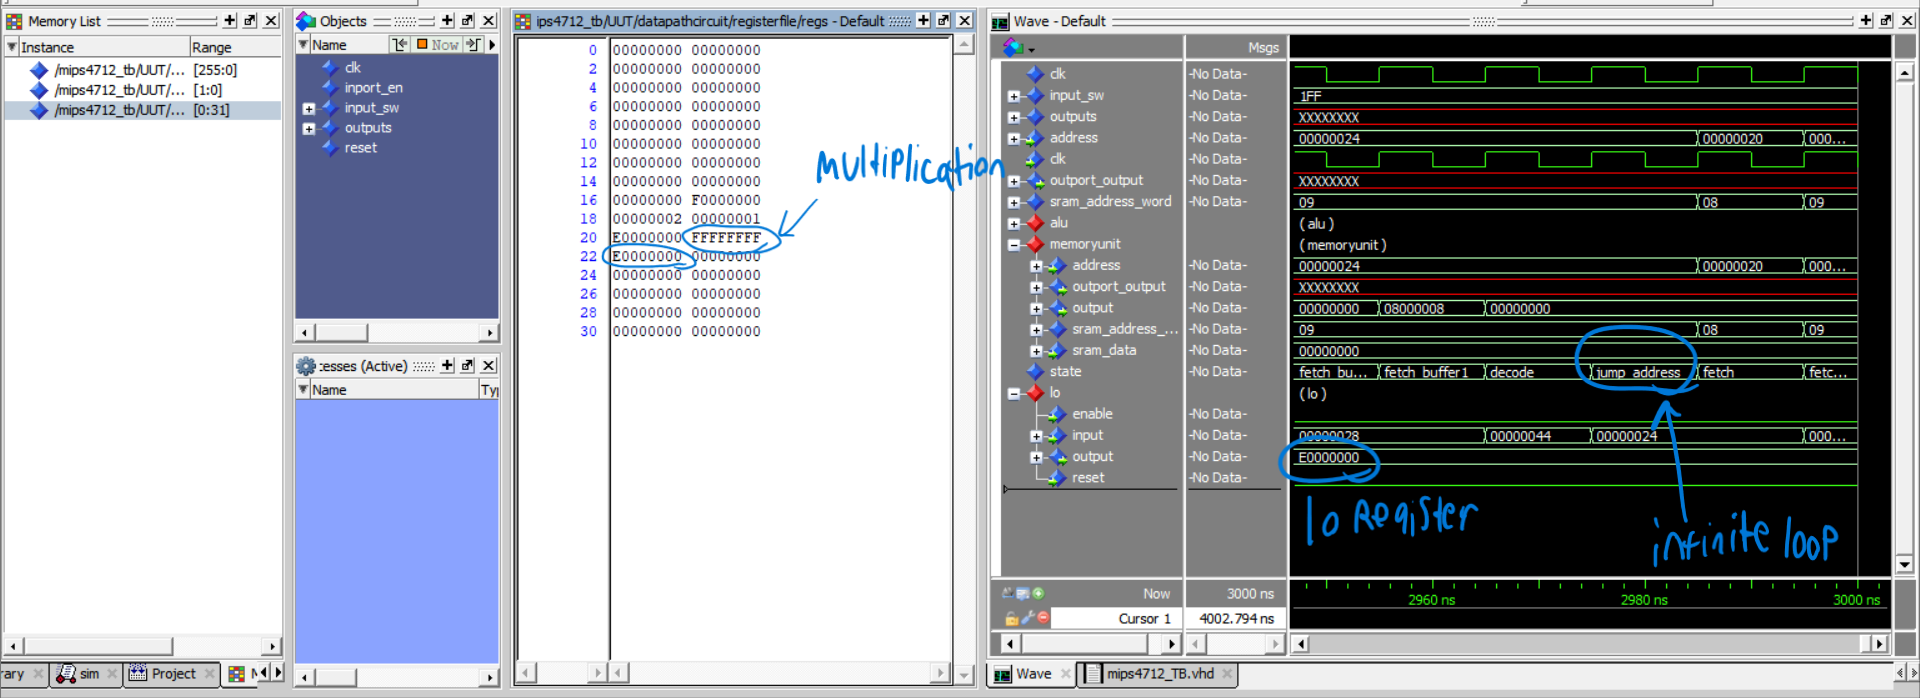 Memory List
Instance Range
/mips4712_tb/UUT/... [255:0]
/mips4712_tb/UUT/... [1:0]
/mips4712_tb/UUT/... [0:31]
rary sim Project
Objects
Name Now
clk
inport_en
input_sw
outputs
reset
:esses (Active)
Name Ty
ips4712_tb/UUT/datapathcircuit/registerfile/regs - Default
0 00000000 00000000
2 00000000 00000000
4 00000000 00000000
6 00000000 00000000
8 00000000 00000000
10 00000000 00000000
12 00000000 00000000
14 00000000 00000000
16 00000000 F0000000
18 00000002 00000001
20 E0000000 FFFFFFFF
22 E0000000 00000000
24 00000000 00000000
26 00000000 00000000
28 00000000 00000000
30 00000000 00000000
Multiplication
Wave - Default
Msgs
clk -No Data-
input_sw -No Data- 1FF
outputs -No Data- XXXXXXXX
address -No Data- 00000024 00000020 000...
clk -No Data-
outport_output -No Data- XXXXXXXX
sram_address_word -No Data- 09 08 09
alu (alu)
memoryunit (memoryunit)
address -No Data- 00000024 00000020 000...
outport_output -No Data- XXXXXXXX
output -No Data- 00000000 08000008 00000000
sram_address_... -No Data- 09 08 09
sram_data -No Data- 00000000
state -No Data- fetch_bu... fetch_buffer1 decode jump_address fetch fetc...
lo (lo)
enable -No Data-
input -No Data- 00000028 00000044 00000024 000...
output -No Data- E0000000
reset -No Data-
lo Register
infinite loop
Now 3000 ns
2960 ns 2980 ns 3000 ns
Cursor 1 4002.794 ns
Wave mips4712_TB.vhd